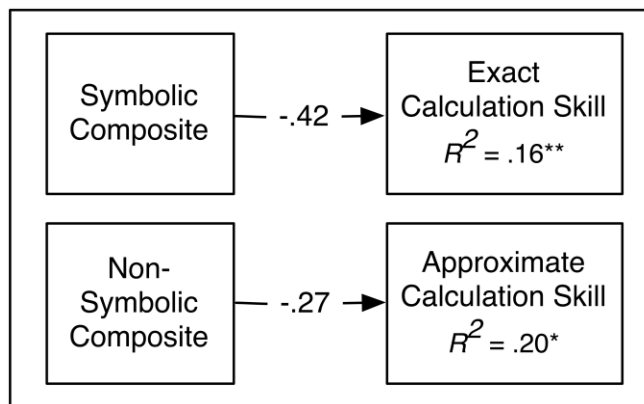 Symbolic
Composite
-.42
Exact
Calculation Skill
R² = .16**
Non-
Symbolic
Composite
-.27
Approximate
Calculation Skill
R² = .20*